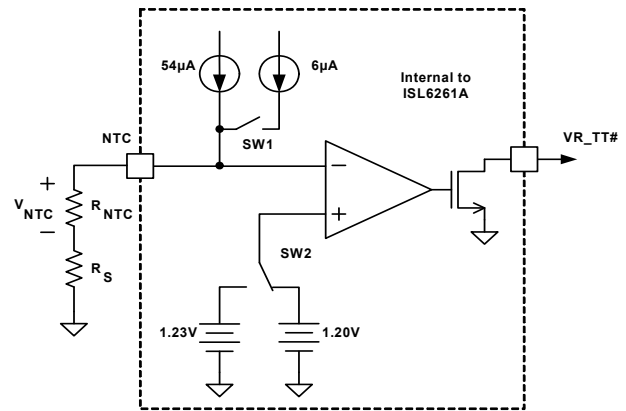 54µA
6µA
Internal to
ISL6261A
NTC
VR_TT#
SW1
+
V NTC
−
R NTC
−
+
R S
SW2
1.23V
1.20V